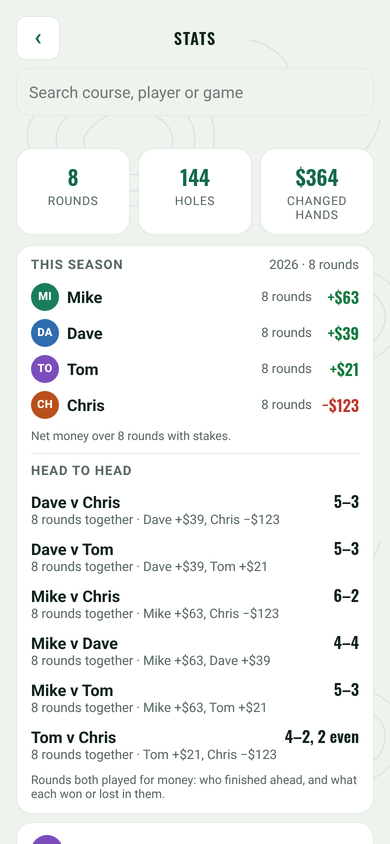 STATS
Search course, player or game
8
ROUNDS
144
HOLES
$364
CHANGED
HANDS
THIS SEASON 2026 · 8 rounds
MI Mike 8 rounds +$63
DA Dave 8 rounds +$39
TO Tom 8 rounds +$21
CH Chris 8 rounds −$123
Net money over 8 rounds with stakes.
HEAD TO HEAD
Dave v Chris 5–3
8 rounds together · Dave +$39, Chris −$123
Dave v Tom 5–3
8 rounds together · Dave +$39, Tom +$21
Mike v Chris 6–2
8 rounds together · Mike +$63, Chris −$123
Mike v Dave 4–4
8 rounds together · Mike +$63, Dave +$39
Mike v Tom 5–3
8 rounds together · Mike +$63, Tom +$21
Tom v Chris 4–2, 2 even
8 rounds together · Tom +$21, Chris −$123
Rounds both played for money: who finished ahead, and what
each won or lost in them.